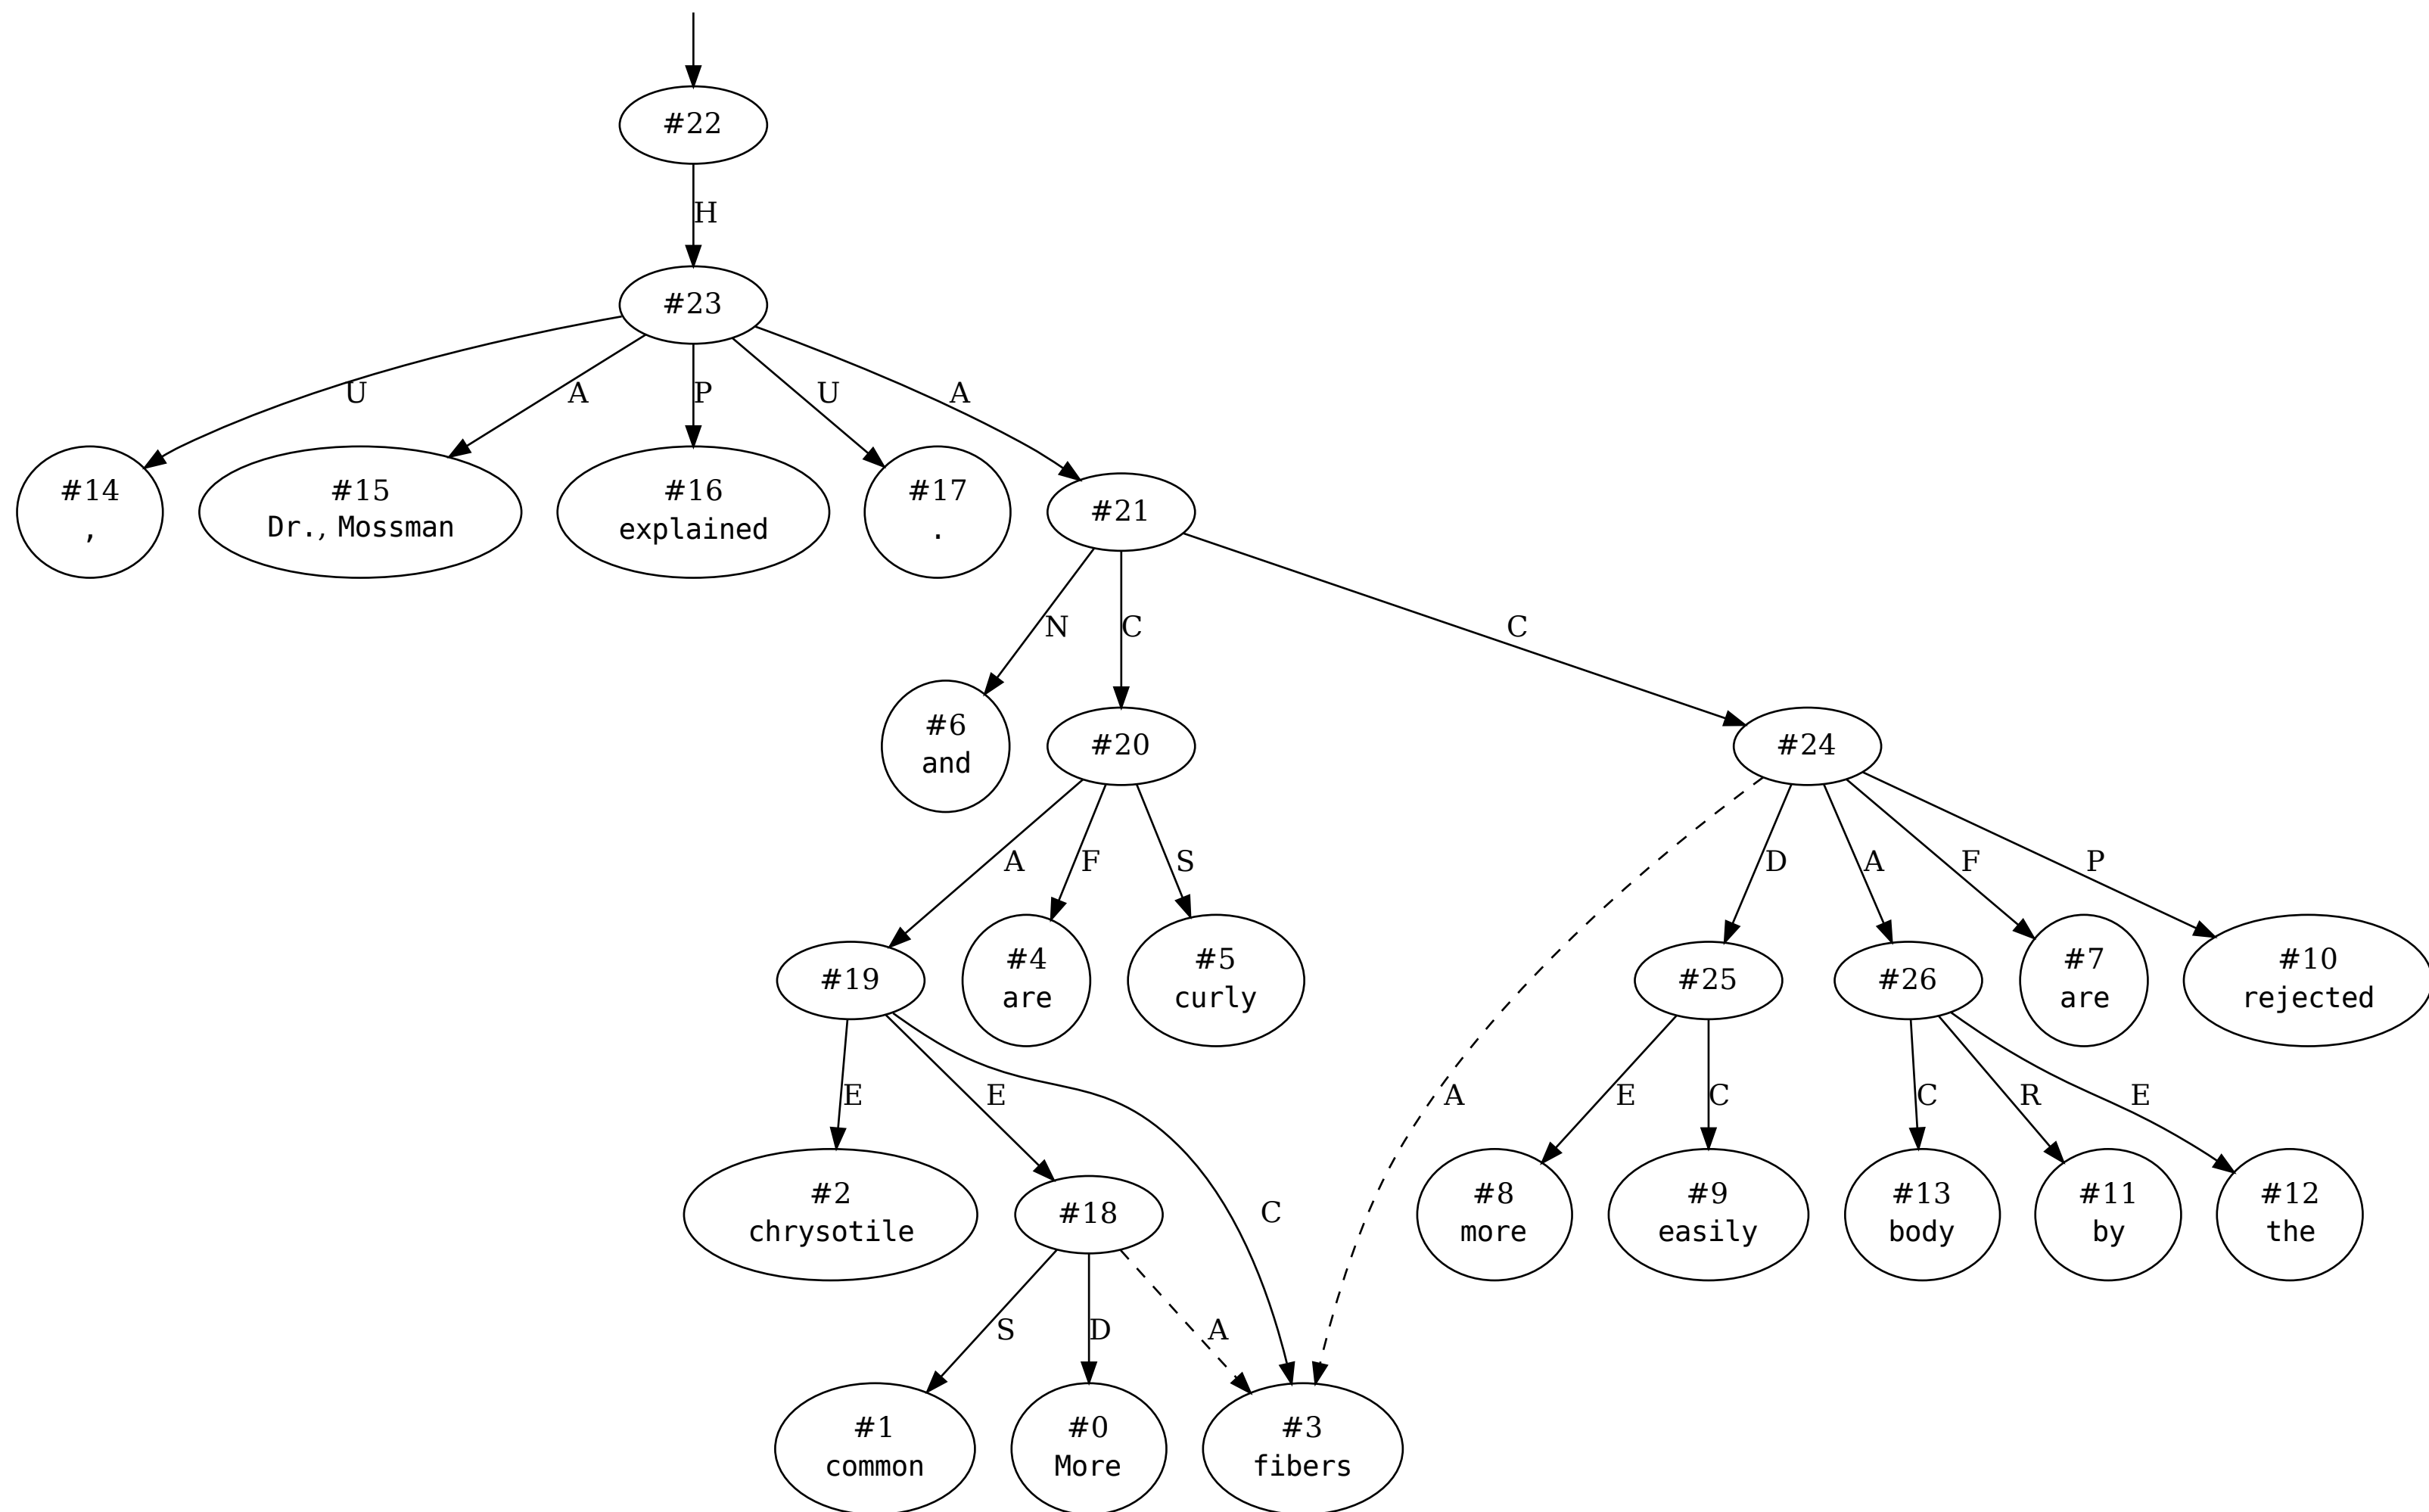 #22
H
#23
U
A
P
U
A
#14
,
#15
Dr., Mossman
#16
explained
#17
.
#21
N
C
C
#6
and
#20
#24
A
F
S
D
A
F
P
#19
#4
are
#5
curly
#25
#26
#7
are
#10
rejected
E
E
C
A
E
C
C
R
E
#2
chrysotile
#18
#8
more
#9
easily
#13
body
#11
by
#12
the
S
D
A
#1
common
#0
More
#3
fibers